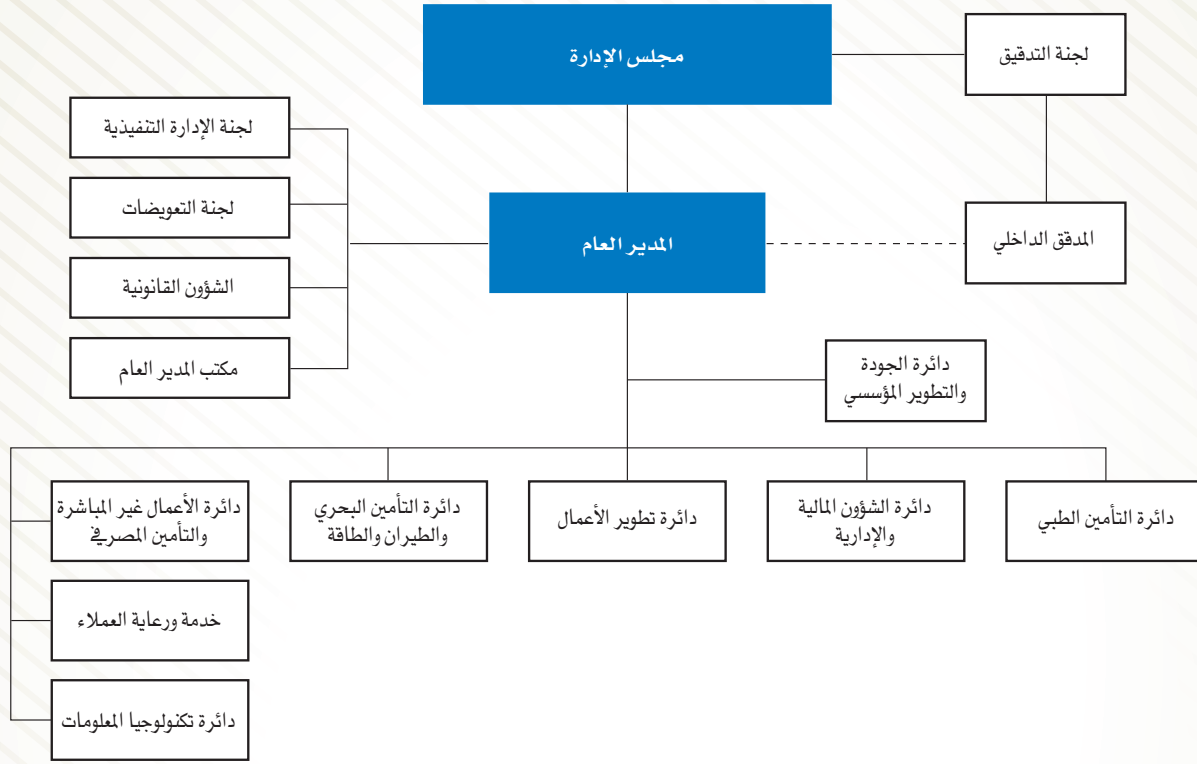 مجلس الإدارة
لجنة التدقيق
لجنة الإدارة التنفيذية
لجنة التعويضات
المدير العام
المدقق الداخلي
الشؤون القانونية
مكتب المدير العام
دائرة الجودة
والتطوير المؤسسي
دائرة التأمين الطبي
دائرة الشؤون المالية
والإدارية
دائرة تطوير الأعمال
دائرة التأمين البحري
والطيران والطاقة
دائرة الأعمال غير المباشرة
والتأمين المصرفي
خدمة ورعاية العملاء
دائرة تكنولوجيا المعلومات